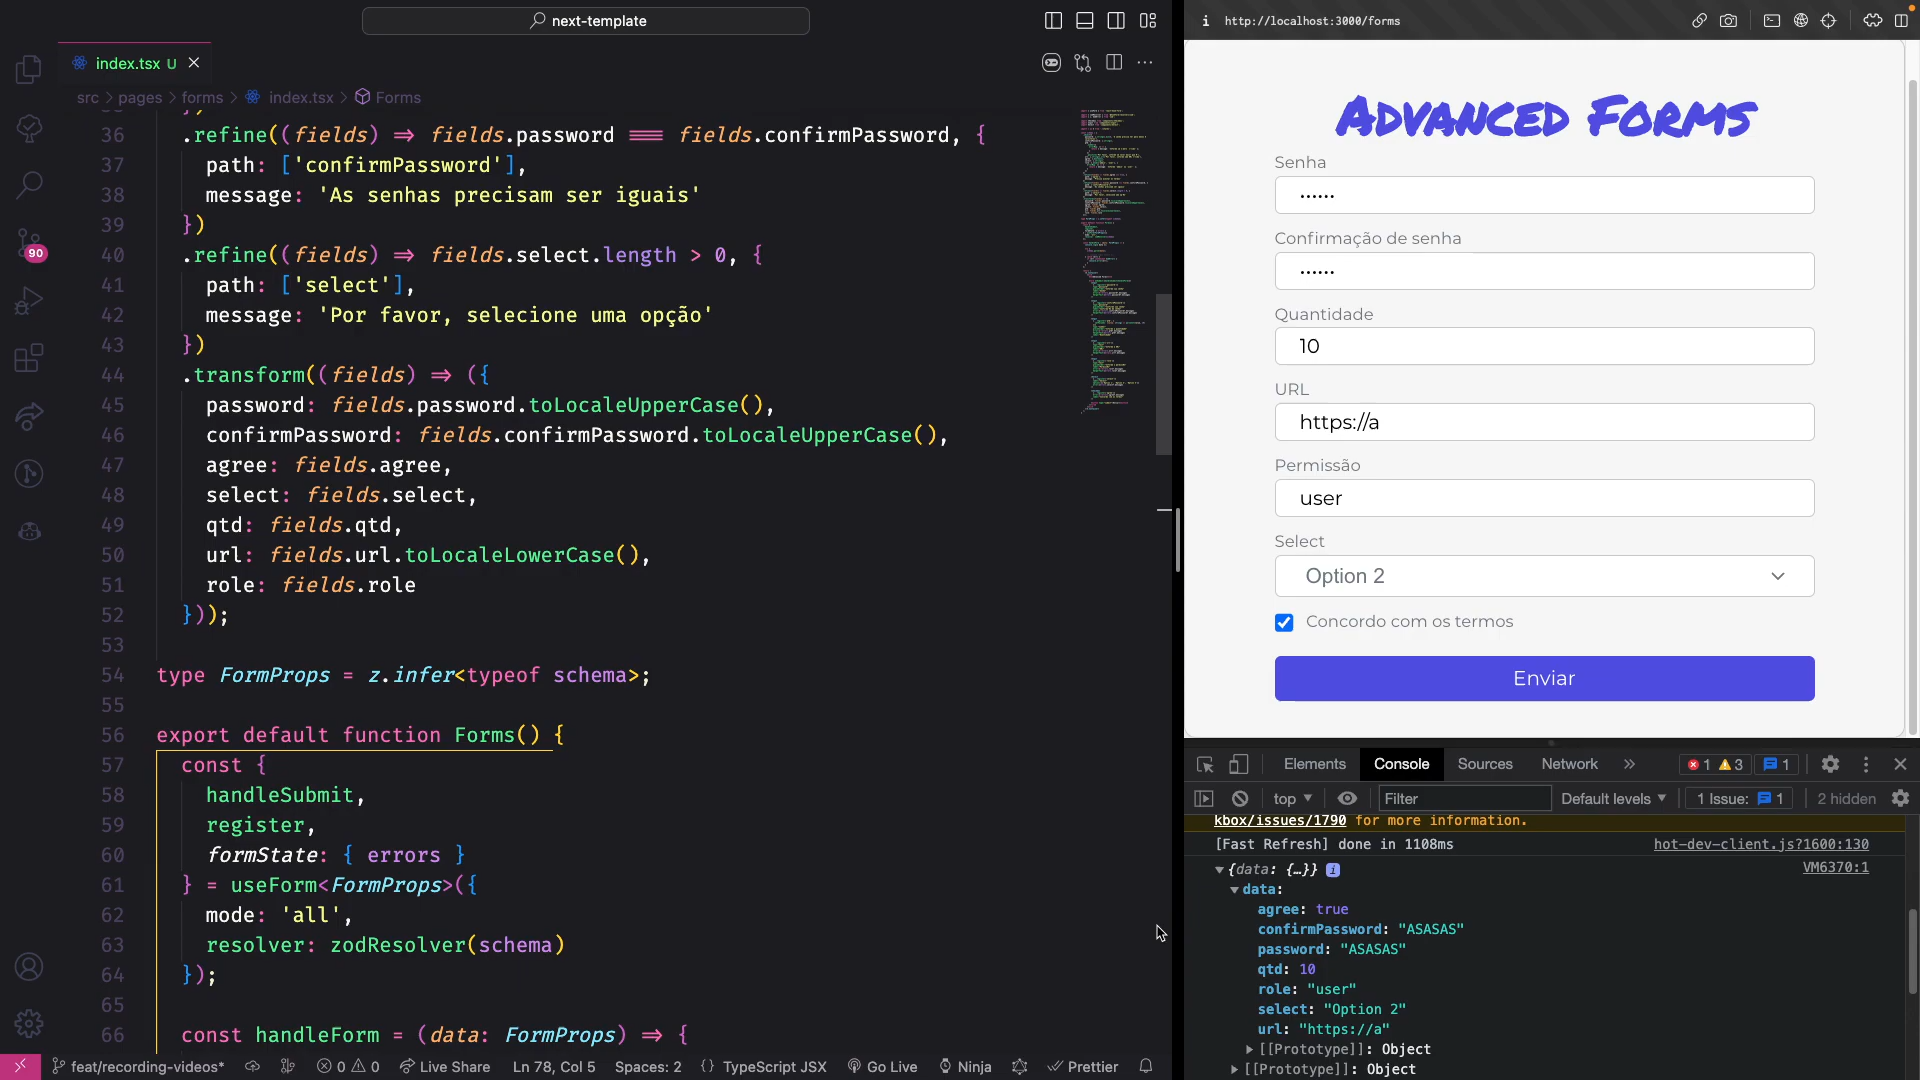 next-template
index.tsx U
src > pages > forms > index.tsx > Forms
36 .refine((fields) => fields.password === fields.confirmPassword, {
37 path: ['confirmPassword'],
38 message: 'As senhas precisam ser iguais'
39 })
40 .refine((fields) => fields.select.length > 0, {
41 path: ['select'],
42 message: 'Por favor, selecione uma opção'
43 })
44 .transform((fields) => ({
45 password: fields.password.toLocaleUpperCase(),
46 confirmPassword: fields.confirmPassword.toLocaleUpperCase(),
47 agree: fields.agree,
48 select: fields.select,
49 qtd: fields.qtd,
50 url: fields.url.toLocaleLowerCase(),
51 role: fields.role
52 }));
53
54 type FormProps = z.infer<typeof schema>;
55
56 export default function Forms() {
57 const {
58 handleSubmit,
59 register,
60 formState: { errors }
61 } = useForm<FormProps>({
62 mode: 'all',
63 resolver: zodResolver(schema)
64 });
65
66 const handleForm = (data: FormProps) => {
90
feat/recording-videos* 0 0 Live Share Ln 78, Col 5 Spaces: 2 {} TypeScript JSX Go Live Ninja Prettier
http://localhost:3000/forms
Advanced Forms
Senha
••••••
Confirmação de senha
••••••
Quantidade
10
URL
https://a
Permissão
user
Select
Option 2
Concordo com os termos
Enviar
Elements Console Sources Network » 1 3 1
top Filter Default levels 1 Issue: 1 2 hidden
kbox/issues/1790 for more information.
[Fast Refresh] done in 1108ms hot-dev-client.js?1600:130
{data: {…}} VM6370:1
data:
agree: true
confirmPassword: "ASASAS"
password: "ASASAS"
qtd: 10
role: "user"
select: "Option 2"
url: "https://a"
[[Prototype]]: Object
[[Prototype]]: Object